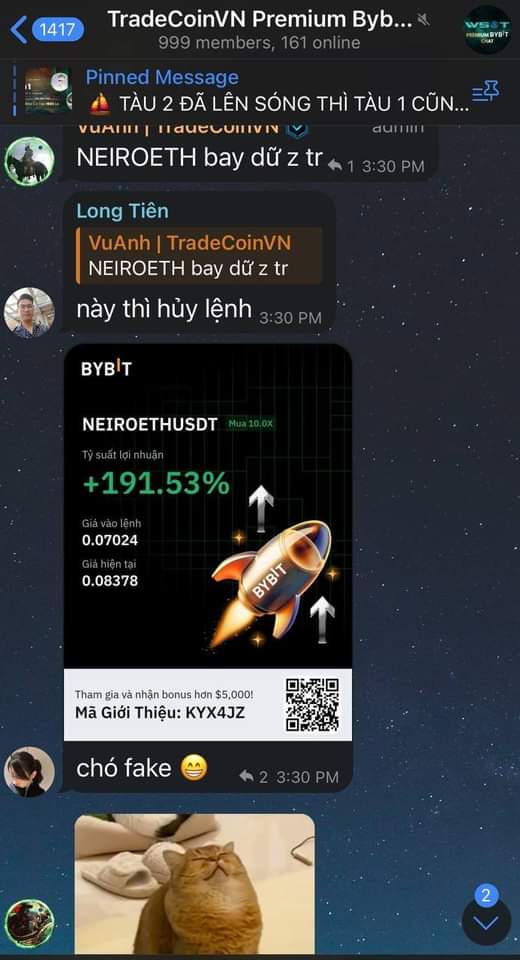 1417
TradeCoinVN Premium Byb...
999 members, 161 online
WS&T
PREMIUM BYBIT
CHAT
Pinned Message
⛵ TÀU 2 ĐÃ LÊN SÓNG THÌ TÀU 1 CŨN...
VuAnh | TradeCoinVN admin
NEIROETH bay dữ z tr
1 3:30 PM
Long Tiên
VuAnh | TradeCoinVN
NEIROETH bay dữ z tr
này thì hủy lệnh 3:30 PM
BYBIT
NEIROETHUSDT Mua 10.0X
Tỷ suất lợi nhuận
+191.53%
Giá vào lệnh
0.07024
Giá hiện tại
0.08378
BYBIT
Tham gia và nhận bonus hơn $5,000!
Mã Giới Thiệu: KYX4JZ
chó fake 😁 2 3:30 PM
2